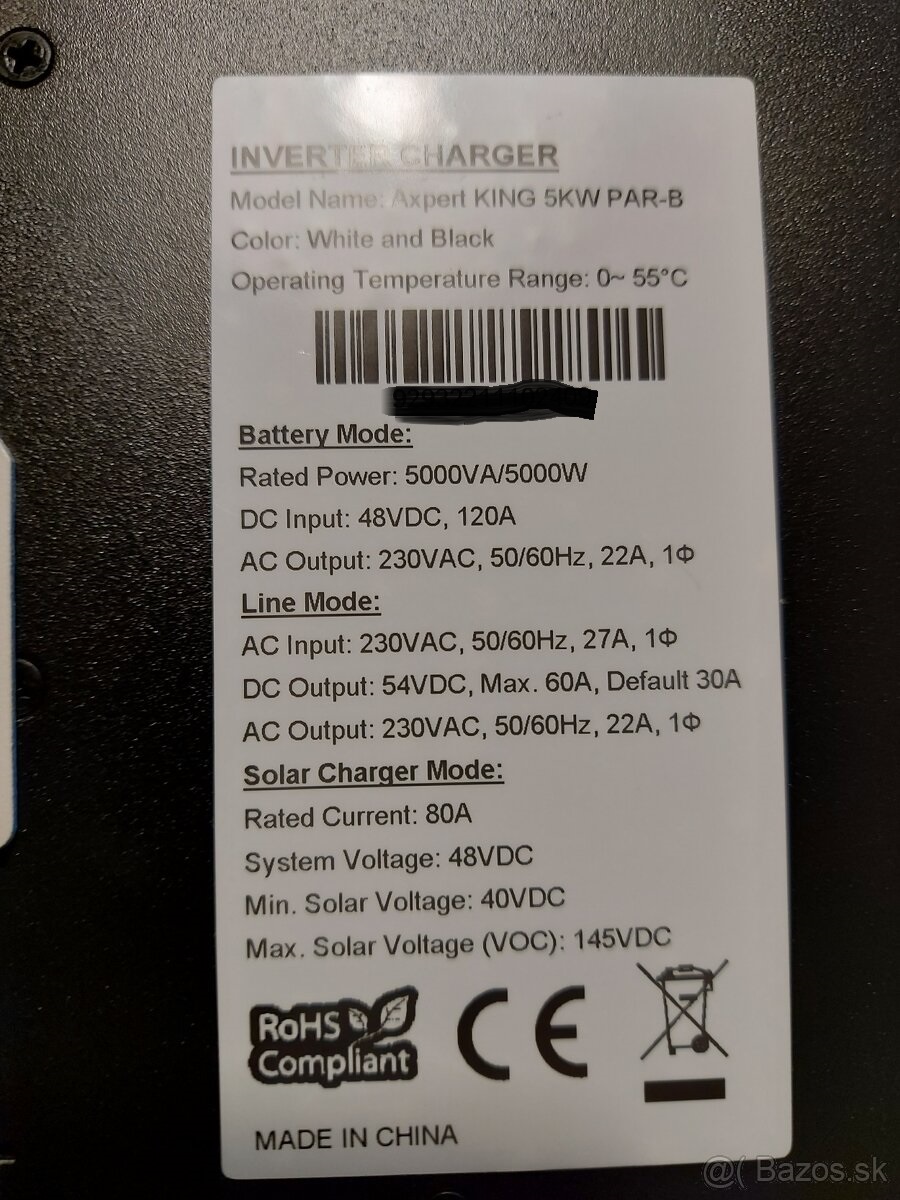 INVERTER CHARGER
Model Name: Axpert KING 5KW PAR-B
Color: White and Black
Operating Temperature Range: 0~ 55°C
Battery Mode:
Rated Power: 5000VA/5000W
DC Input: 48VDC, 120A
AC Output: 230VAC, 50/60Hz, 22A, 1Φ
Line Mode:
AC Input: 230VAC, 50/60Hz, 27A, 1Φ
DC Output: 54VDC, Max. 60A, Default 30A
AC Output: 230VAC, 50/60Hz, 22A, 1Φ
Solar Charger Mode:
Rated Current: 80A
System Voltage: 48VDC
Min. Solar Voltage: 40VDC
Max. Solar Voltage (VOC): 145VDC
RoHS
Compliant
CE
MADE IN CHINA
@( Bazos.sk